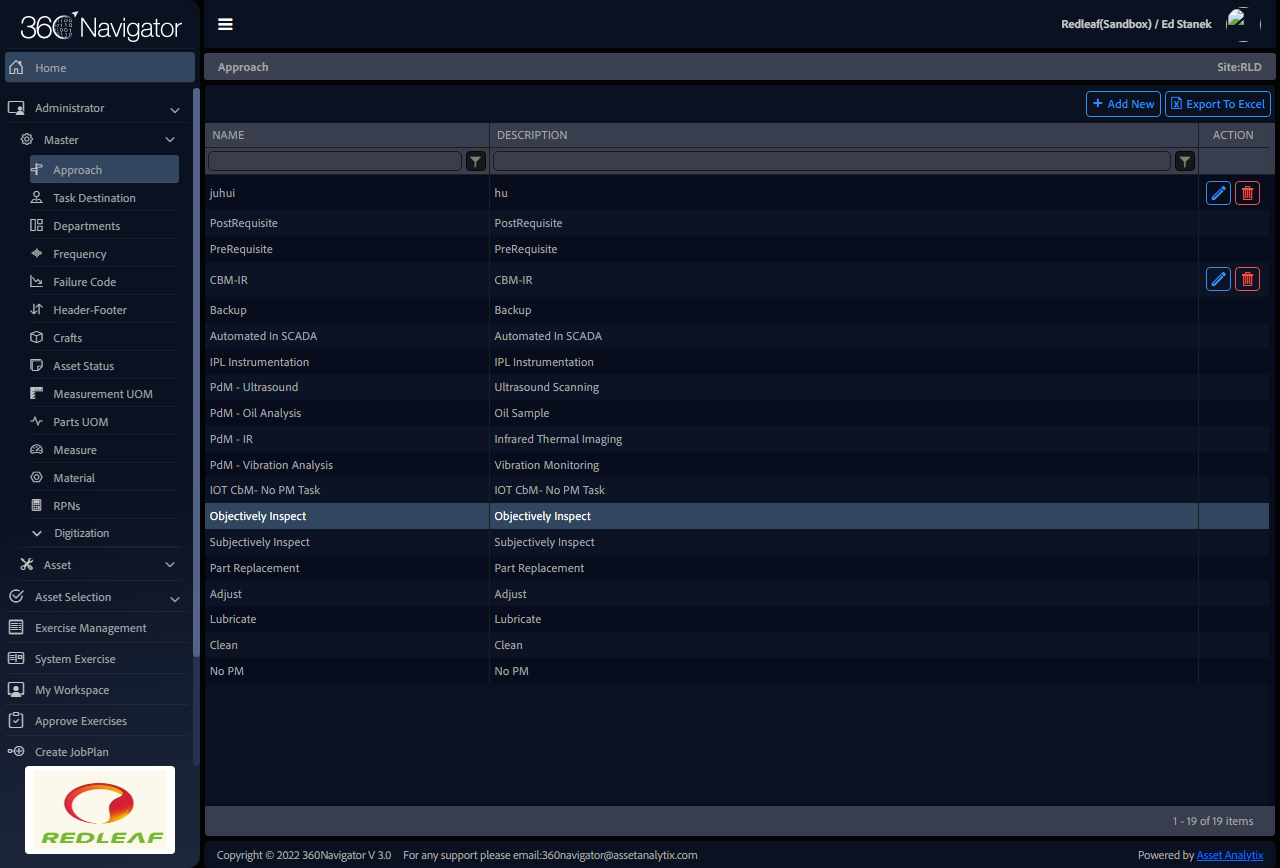 360 Navigator
Redleaf(Sandbox) / Ed Stanek
Home
Approach
Site:RLD
Administrator
Add New
Export To Excel
Master
NAME DESCRIPTION ACTION
Approach
Task Destination
Departments
Frequency
Failure Code
Header-Footer
Crafts
Asset Status
Measurement UOM
Parts UOM
Measure
Material
RPNs
Digitization
Asset
Asset Selection
Exercise Management
System Exercise
My Workspace
Approve Exercises
Create JobPlan
REDLEAF
juhui hu
PostRequisite PostRequisite
PreRequisite PreRequisite
CBM-IR CBM-IR
Backup Backup
Automated In SCADA Automated In SCADA
IPL Instrumentation IPL Instrumentation
PdM - Ultrasound Ultrasound Scanning
PdM - Oil Analysis Oil Sample
PdM - IR Infrared Thermal Imaging
PdM - Vibration Analysis Vibration Monitoring
IOT CbM- No PM Task IOT CbM- No PM Task
Objectively Inspect Objectively Inspect
Subjectively Inspect Subjectively Inspect
Part Replacement Part Replacement
Adjust Adjust
Lubricate Lubricate
Clean Clean
No PM No PM
1 - 19 of 19 items
Copyright © 2022 360Navigator V 3.0 For any support please email:360navigator@assetanalytix.com
Powered by Asset Analytix